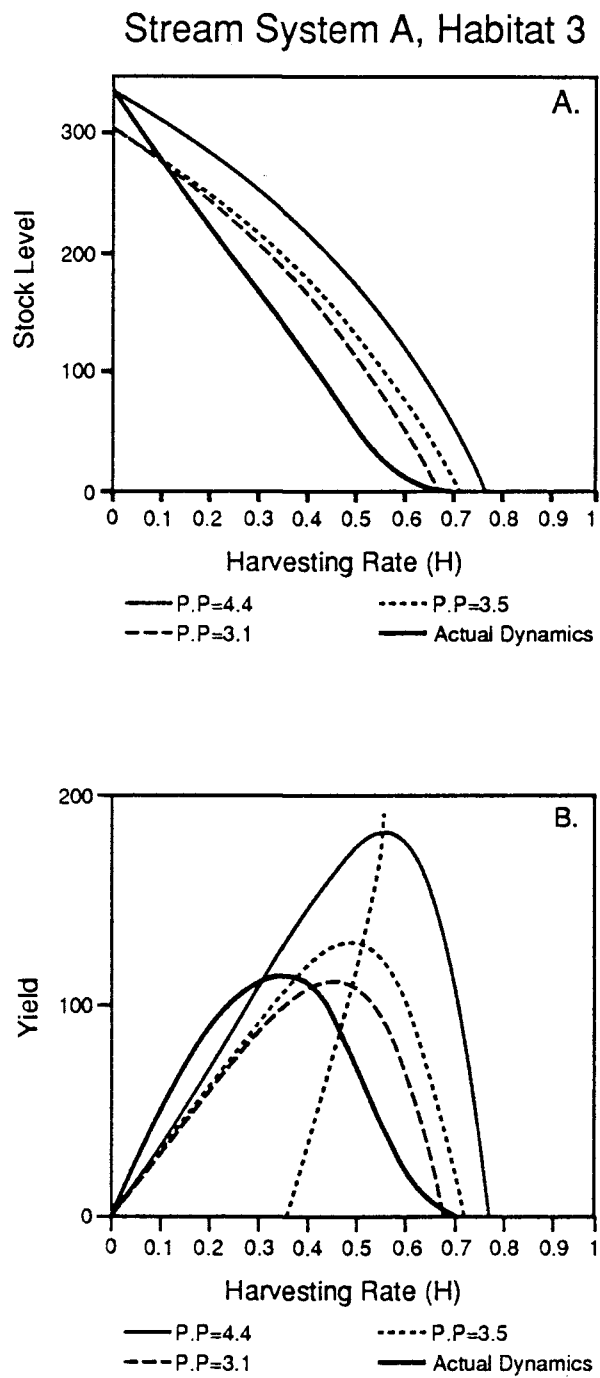 Stream System A, Habitat 3
A.
300
200
100
0
Stock Level
0 0.1 0.2 0.3 0.4 0.5 0.6 0.7 0.8 0.9 1
Harvesting Rate (H)
P.P=4.4 P.P=3.5
P.P=3.1 Actual Dynamics
B.
200
100
0
Yield
0 0.1 0.2 0.3 0.4 0.5 0.6 0.7 0.8 0.9 1
Harvesting Rate (H)
P.P=4.4 P.P=3.5
P.P=3.1 Actual Dynamics